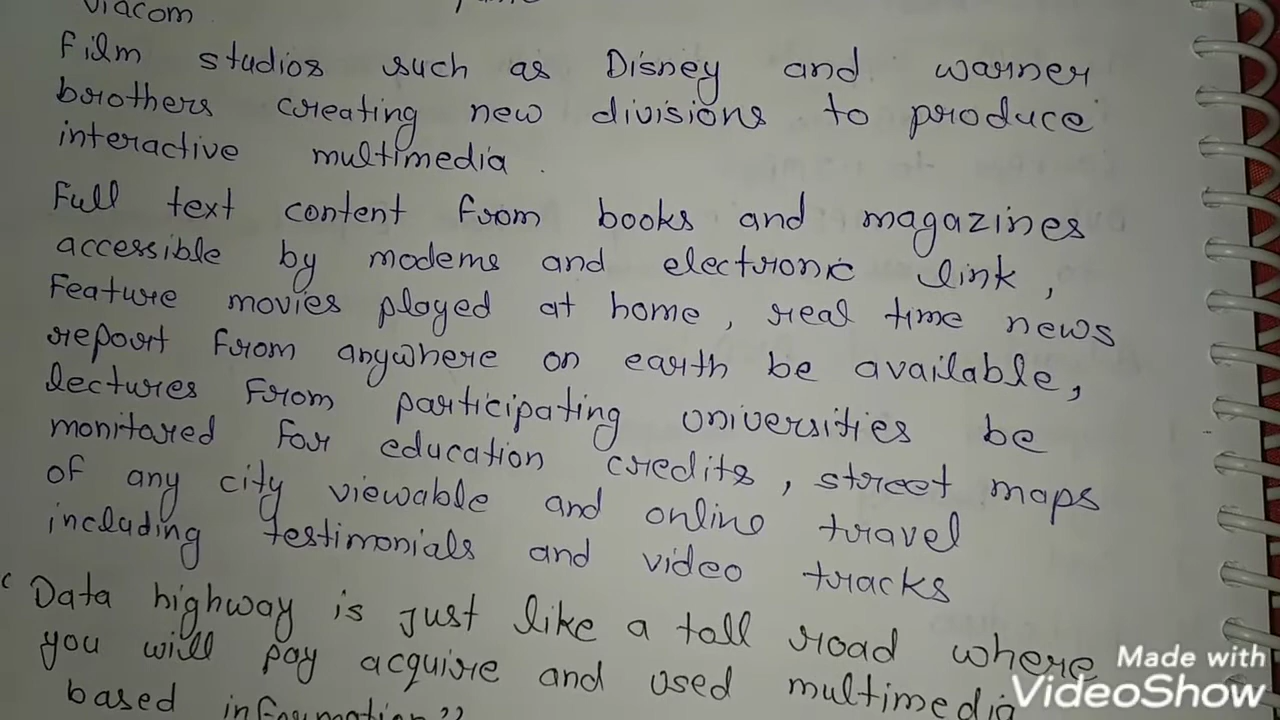 viacom
Film studios such as Disney and warner
brothers creating new divisions to produce
interactive multimedia.
Full text content from books and magazines
accessible by modems and electronic link,
Feature movies played at home, real time news
report from anywhere on earth be available,
lectures from participating universities be
monitored for education credits, street maps
of any city viewable and online travel
including testimonials and video tracks
"Data highway is just like a toll road where
you will pay acquire and used multimedia
based information"
Made with
VideoShow